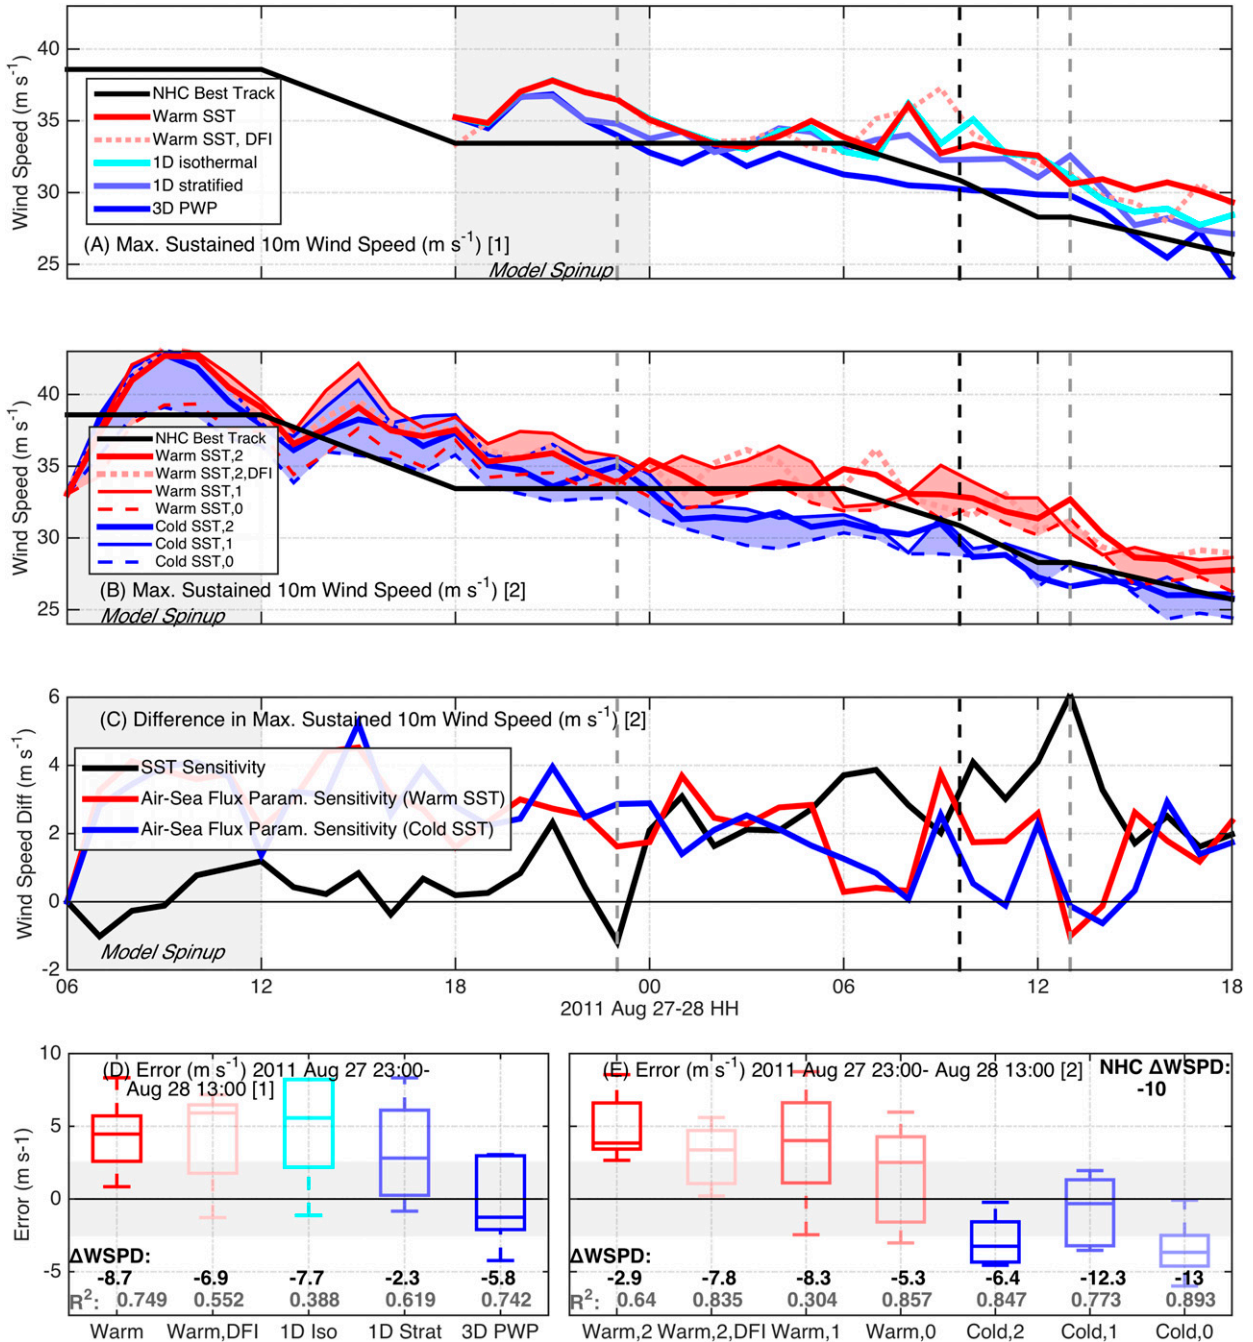 40
35
30
25
Wind Speed (m s⁻¹)
NHC Best Track
Warm SST
Warm SST, DFI
1D isothermal
1D stratified
3D PWP
(A) Max. Sustained 10m Wind Speed (m s⁻¹) [1]
Model Spinup
40
35
30
25
Wind Speed (m s⁻¹)
NHC Best Track
Warm SST,2
Warm SST,2,DFI
Warm SST,1
Warm SST,0
Cold SST,2
Cold SST,1
Cold SST,0
(B) Max. Sustained 10m Wind Speed (m s⁻¹) [2]
Model Spinup
6
4
2
0
-2
Wind Speed Diff (m s⁻¹)
(C) Difference in Max. Sustained 10m Wind Speed (m s⁻¹) [2]
SST Sensitivity
Air-Sea Flux Param. Sensitivity (Warm SST)
Air-Sea Flux Param. Sensitivity (Cold SST)
Model Spinup
06 12 18 00 06 12 18
2011 Aug 27-28 HH
10
5
0
-5
Error (m s-1)
(D) Error (m s⁻¹) 2011 Aug 27 23:00-
Aug 28 13:00 [1]
ΔWSPD:
-8.7 -6.9 -7.7 -2.3 -5.8
R²: 0.749 0.552 0.388 0.619 0.742
Warm Warm,DFI 1D Iso 1D Strat 3D PWP
(E) Error (m s⁻¹) 2011 Aug 27 23:00- Aug 28 13:00 [2]
NHC ΔWSPD:
-10
-2.9 -7.8 -8.3 -5.3 -6.4 -12.3 -13
0.64 0.835 0.304 0.857 0.847 0.773 0.893
Warm,2 Warm,2,DFI Warm,1 Warm,0 Cold,2 Cold,1 Cold,0